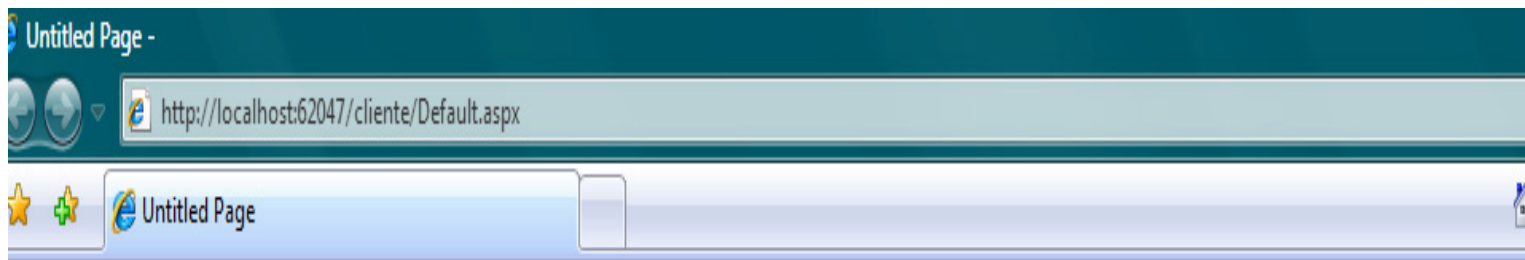 Untitled Page -
http://localhost:62047/cliente/Default.aspx
Untitled Page